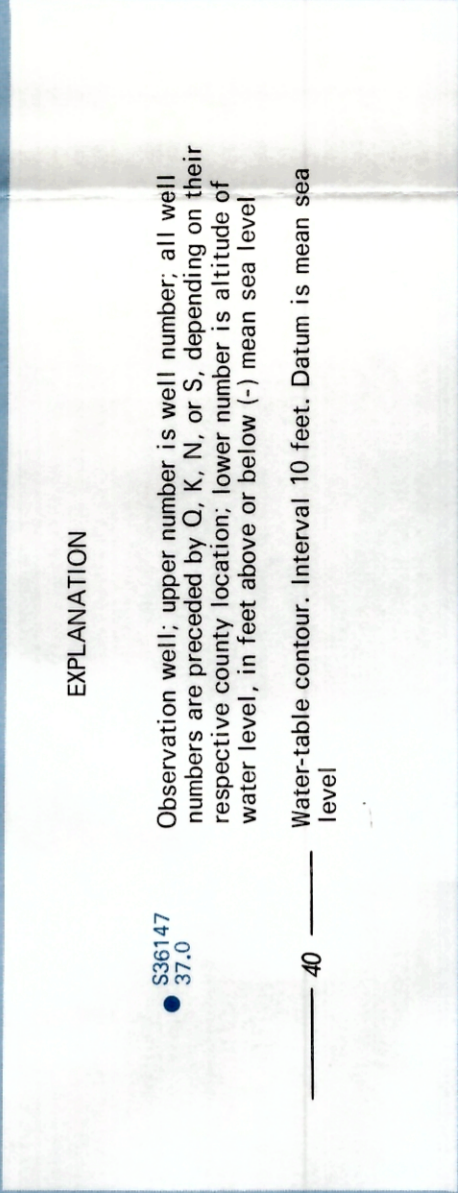 EXPLANATION
S36147
37.0
Observation well; upper number is well number; all well
numbers are preceded by Q, K, N, or S, depending on their
respective county location; lower number is altitude of
water level, in feet above or below (-) mean sea level
40
Water-table contour. Interval 10 feet. Datum is mean sea
level